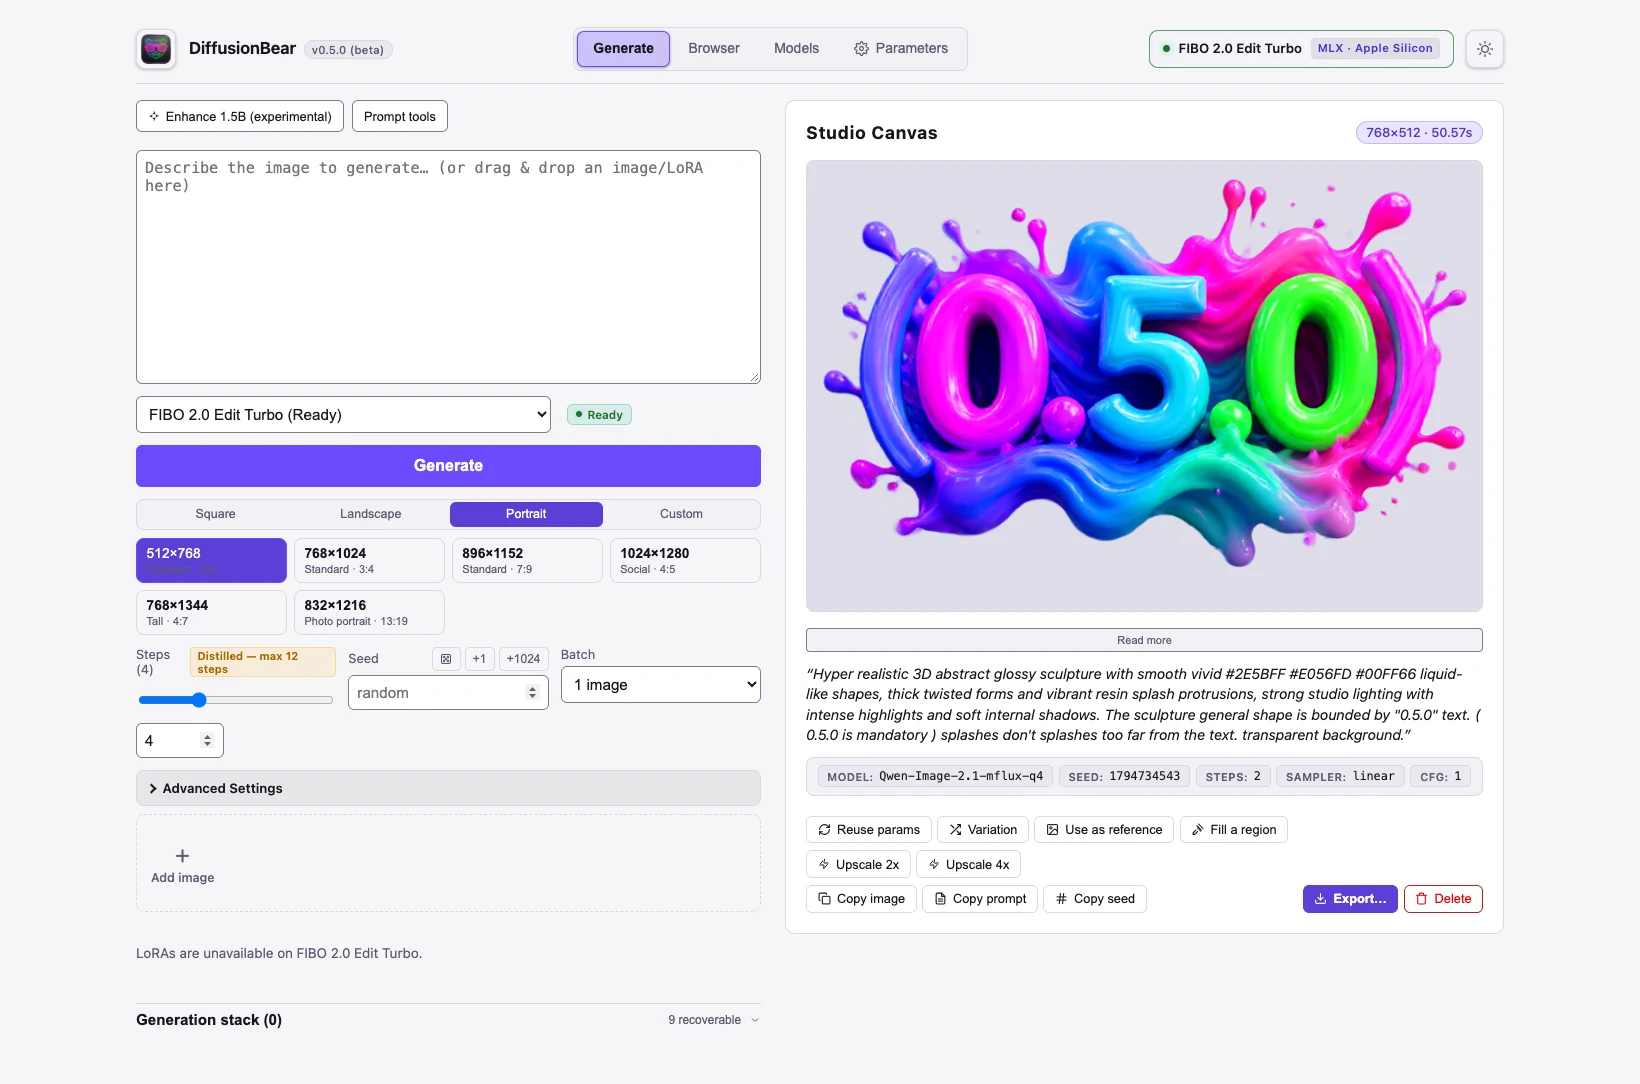 DiffusionBear v0.5.0 (beta)
Generate Browser Models Parameters
FIBO 2.0 Edit Turbo MLX · Apple Silicon
Enhance 1.5B (experimental) Prompt tools
Describe the image to generate… (or drag & drop an image/LoRA
here)
FIBO 2.0 Edit Turbo (Ready)
Ready
Generate
Square Landscape Portrait Custom
512×768
768×1024
Standard · 3:4
896×1152
Standard · 7:9
1024×1280
Social · 4:5
768×1344
Tall · 4:7
832×1216
Photo portrait · 13:19
Steps
(4)
Distilled — max 12
steps
Seed
+1
+1024
random
Batch
1 image
4
Advanced Settings
Add image
LoRAs are unavailable on FIBO 2.0 Edit Turbo.
Generation stack (0)
9 recoverable
Studio Canvas
768×512 · 50.57s
(0.5.0)
Read more
“Hyper realistic 3D abstract glossy sculpture with smooth vivid #2E5BFF #E056FD #00FF66 liquid-
like shapes, thick twisted forms and vibrant resin splash protrusions, strong studio lighting with
intense highlights and soft internal shadows. The sculpture general shape is bounded by "0.5.0" text. (
0.5.0 is mandatory ) splashes don't splashes too far from the text. transparent background.”
MODEL: Qwen-Image-2.1-mflux-q4 SEED: 1794734543 STEPS: 2 SAMPLER: linear CFG: 1
Reuse params Variation Use as reference Fill a region
Upscale 2x Upscale 4x
Copy image Copy prompt Copy seed
Export… Delete